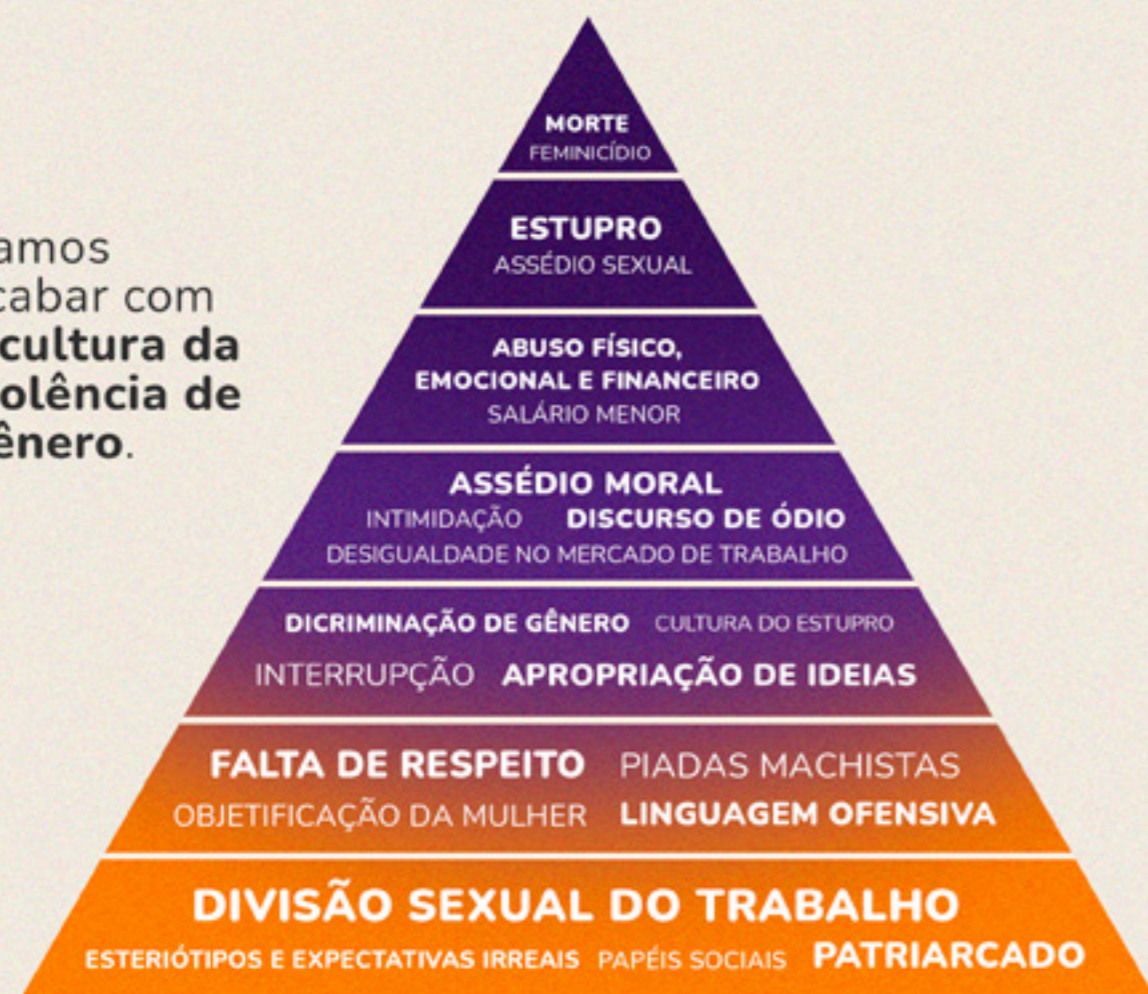 MORTE
FEMINICÍDIO
ESTUPRO
ASSÉDIO SEXUAL
amos
cabar com
cultura da
olência de
ênero.
ABUSO FÍSICO,
EMOCIONAL E FINANCEIRO
SALÁRIO MENOR
ASSÉDIO MORAL
INTIMIDAÇÃO DISCURSO DE ÓDIO
DESIGUALDADE NO MERCADO DE TRABALHO
DICRIMINAÇÃO DE GÊNERO CULTURA DO ESTUPRO
INTERRUPÇÃO APROPRIAÇÃO DE IDEIAS
FALTA DE RESPEITO PIADAS MACHISTAS
OBJETIFICAÇÃO DA MULHER LINGUAGEM OFENSIVA
DIVISÃO SEXUAL DO TRABALHO
ESTERIÓTIPOS E EXPECTATIVAS IRREAIS PAPÉIS SOCIAIS PATRIARCADO